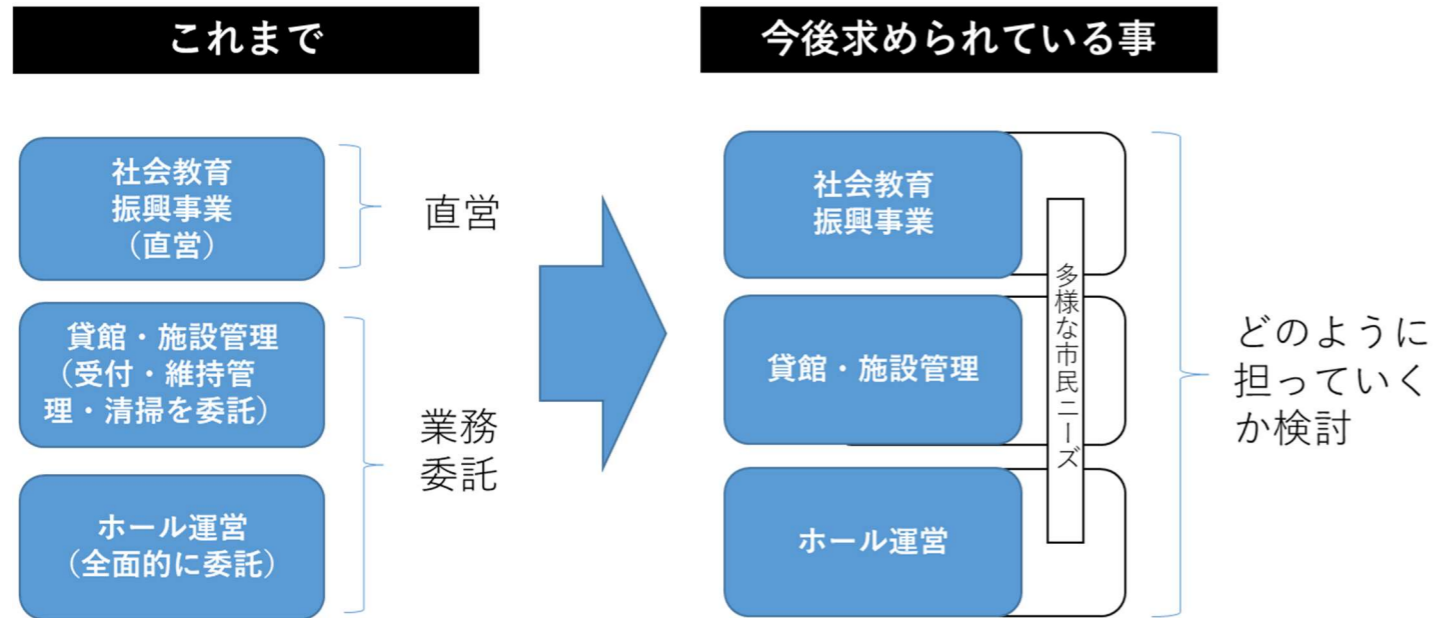 これまで
社会教育
振興事業
（直営）
直営
貸館・施設管理
（受付・維持管
理・清掃を委託）
ホール運営
（全面的に委託）
業務
委託
今後求められている事
社会教育
振興事業
貸館・施設管理
ホール運営
多様な市民ニーズ
どのように
担っていく
か検討